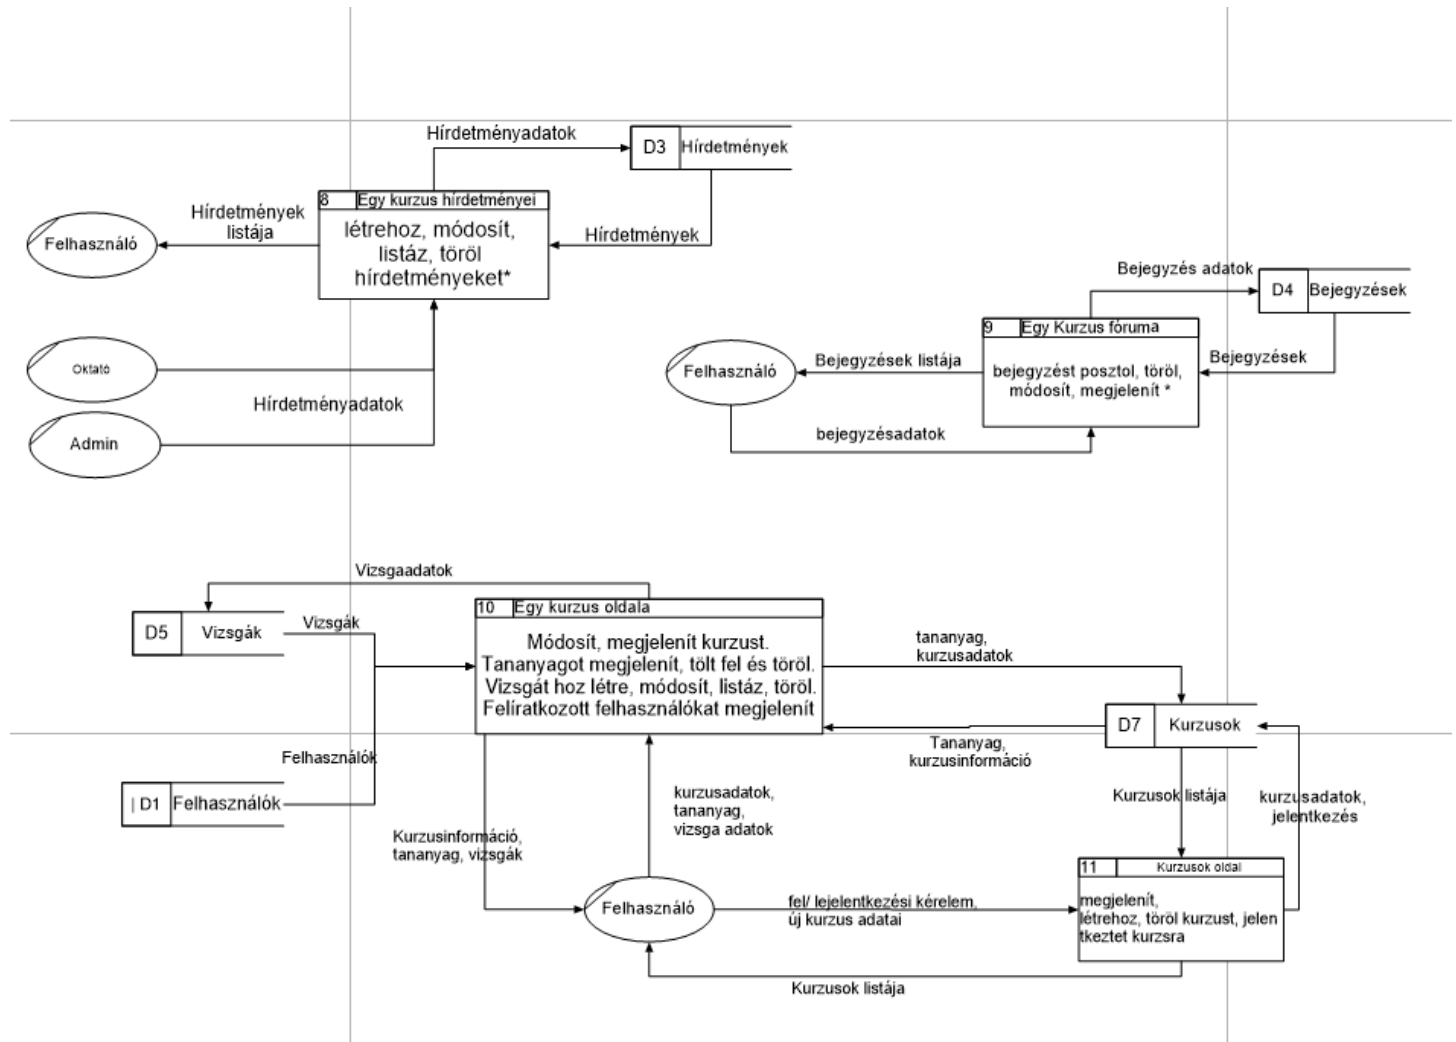 Hírdetményadatok
D3
Hírdetmények
8
Egy kurzus hírdetményei
létrehoz, módosít,
listáz, töröl
hírdetményeket*
Hírdetmények
listája
Felhasználó
Hírdetmények
Oktató
Hírdetményadatok
Admin
Bejegyzés adatok
D4
Bejegyzések
9
Egy Kurzus fóruma
bejegyzést posztol, töröl,
módosít, megjelenít *
Bejegyzések listája
Felhasználó
Bejegyzések
bejegyzésadatok
Vizsgaadatok
D5
Vizsgák
Vizsgák
10
Egy kurzus oldala
Módosít, megjelenít kurzust.
Tananyagot megjelenít, tölt fel és töröl.
Vizsgát hoz létre, módosít, listáz, töröl.
Felíratkozott felhasználókat megjelenít
tananyag,
kurzusadatok
D7
Kurzusok
Tananyag,
kurzusinformáció
Felhasználók
| D1
Felhasználók
Kurzusinformáció,
tananyag, vizsgák
kurzusadatok,
tananyag,
vizsga adatok
Kurzusok listája
kurzusadatok,
jelentkezés
11
Kurzusok oldal
megjelenít,
létrehoz, töröl kurzust, jelen
tkeztet kurzsra
Felhasználó
fel/ lejelentkezési kérelem,
új kurzus adatai
Kurzusok listája